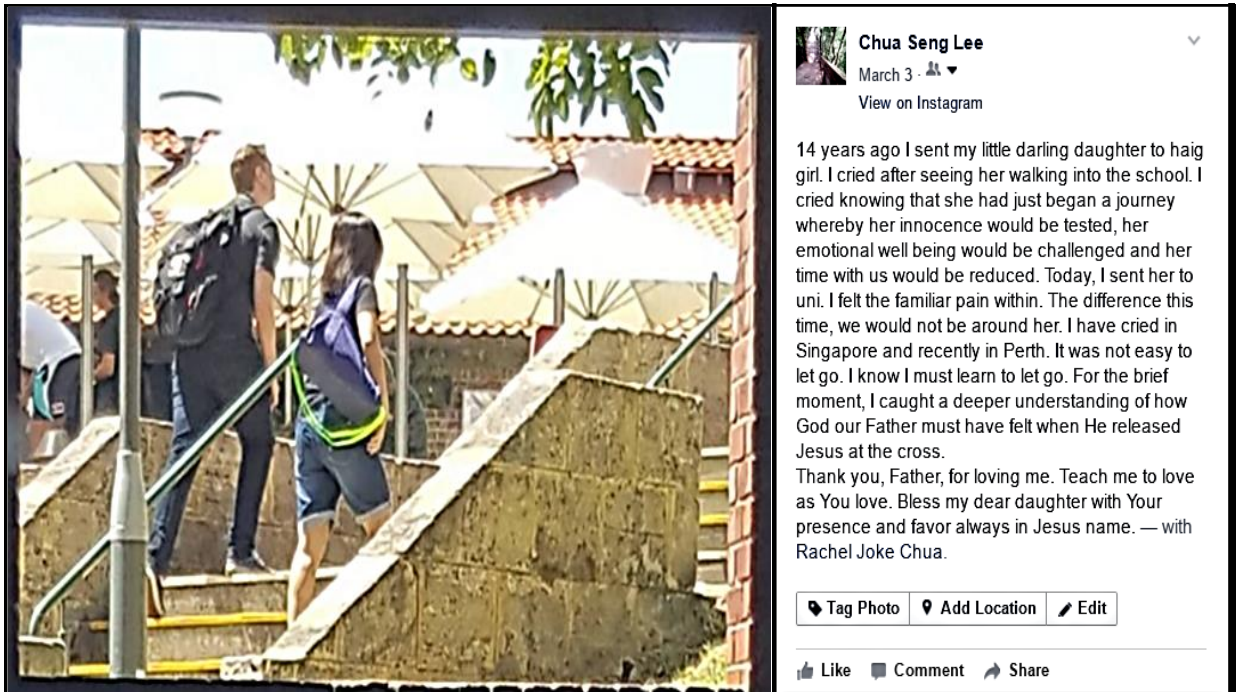 Chua Seng Lee
March 3 ·
View on Instagram
14 years ago I sent my little darling daughter to haig
girl. I cried after seeing her walking into the school. I
cried knowing that she had just began a journey
whereby her innocence would be tested, her
emotional well being would be challenged and her
time with us would be reduced. Today, I sent her to
uni. I felt the familiar pain within. The difference this
time, we would not be around her. I have cried in
Singapore and recently in Perth. It was not easy to
let go. I know I must learn to let go. For the brief
moment, I caught a deeper understanding of how
God our Father must have felt when He released
Jesus at the cross.
Thank you, Father, for loving me. Teach me to love
as You love. Bless my dear daughter with Your
presence and favor always in Jesus name. — with
Rachel Joke Chua.
Tag Photo Add Location Edit
Like Comment Share